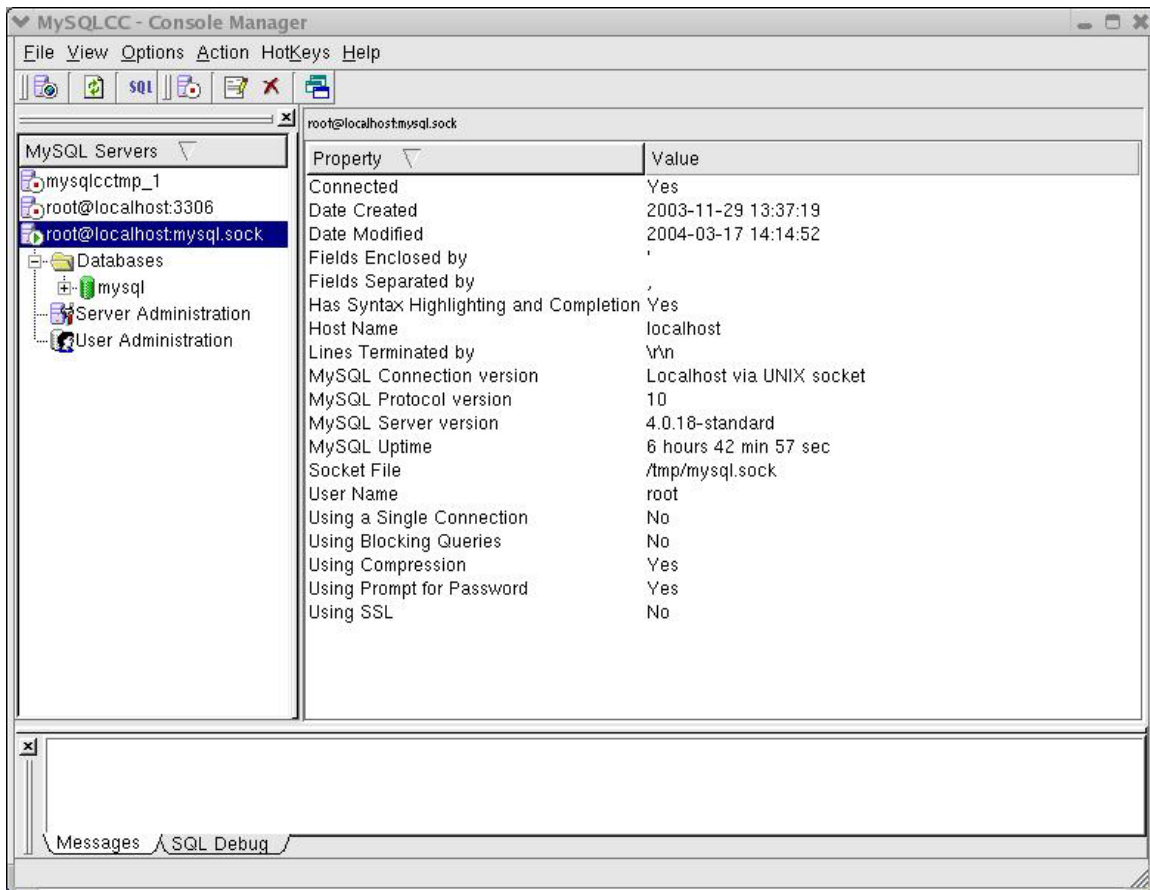 MySQLCC - Console Manager
File View Options Action HotKeys Help
SQL
root@localhost:mysql.sock
MySQL Servers
mysqlcctmp_1
root@localhost:3306
root@localhost:mysql.sock
Databases
mysql
Server Administration
User Administration
Property Value
Connected Yes
Date Created 2003-11-29 13:37:19
Date Modified 2004-03-17 14:14:52
Fields Enclosed by '
Fields Separated by ,
Has Syntax Highlighting and Completion Yes
Host Name localhost
Lines Terminated by \r\n
MySQL Connection version Localhost via UNIX socket
MySQL Protocol version 10
MySQL Server version 4.0.18-standard
MySQL Uptime 6 hours 42 min 57 sec
Socket File /tmp/mysql.sock
User Name root
Using a Single Connection No
Using Blocking Queries No
Using Compression Yes
Using Prompt for Password Yes
Using SSL No
Messages SQL Debug